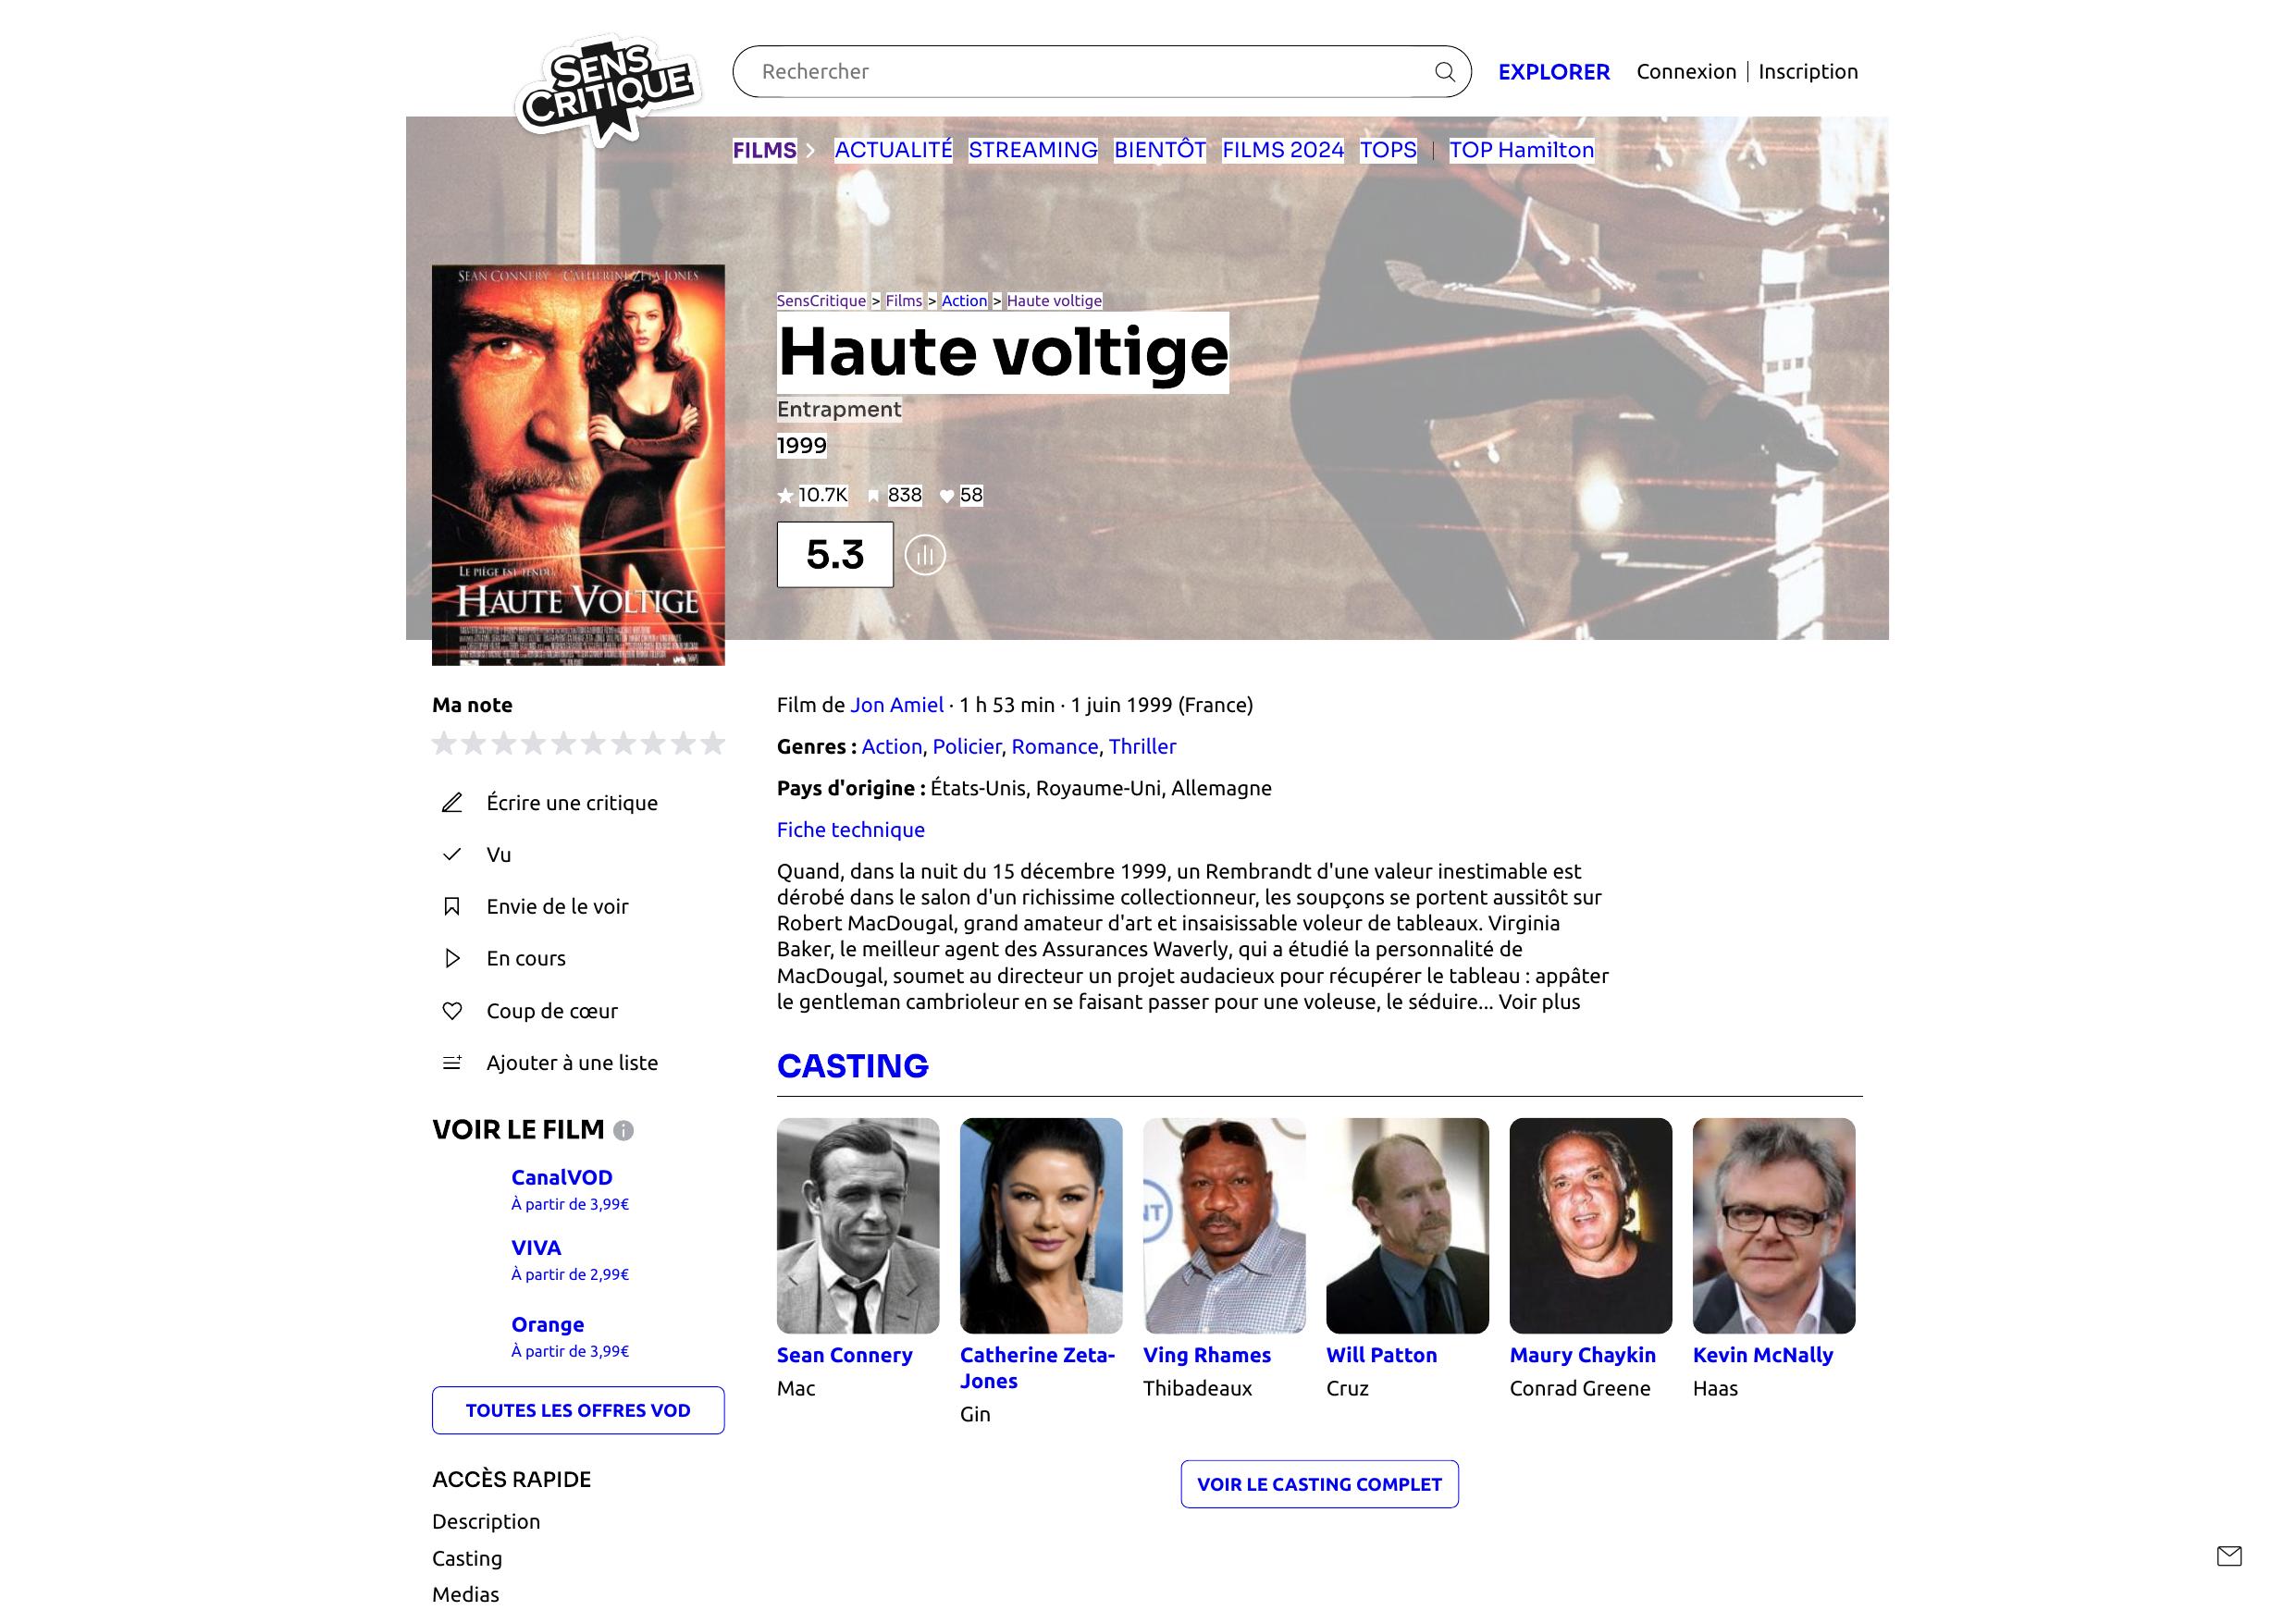 SENS
CRITIQUE
Rechercher
EXPLORER
Connexion | Inscription
FILMS
ACTUALITÉ
STREAMING
BIENTÔT
FILMS 2024
TOPS
|
TOP Hamilton
SEAN CONNERY CATHERINE ZETA-JONES
LE PIÈGE EST TENDU
HAUTE VOLTIGE
SensCritique > Films > Action > Haute voltige
Haute voltige
Entrapment
1999
10.7K 838 58
5.3
Ma note
Écrire une critique
Vu
Envie de le voir
En cours
Coup de cœur
Ajouter à une liste
VOIR LE FILM
CanalVOD
À partir de 3,99€
VIVA
À partir de 2,99€
Orange
À partir de 3,99€
TOUTES LES OFFRES VOD
ACCÈS RAPIDE
Description
Casting
Medias
Film de Jon Amiel · 1 h 53 min · 1 juin 1999 (France)
Genres : Action, Policier, Romance, Thriller
Pays d'origine : États-Unis, Royaume-Uni, Allemagne
Fiche technique
Quand, dans la nuit du 15 décembre 1999, un Rembrandt d'une valeur inestimable est
dérobé dans le salon d'un richissime collectionneur, les soupçons se portent aussitôt sur
Robert MacDougal, grand amateur d'art et insaisissable voleur de tableaux. Virginia
Baker, le meilleur agent des Assurances Waverly, qui a étudié la personnalité de
MacDougal, soumet au directeur un projet audacieux pour récupérer le tableau : appâter
le gentleman cambrioleur en se faisant passer pour une voleuse, le séduire... Voir plus
CASTING
Sean Connery
Mac
Catherine Zeta-
Jones
Gin
Ving Rhames
Thibadeaux
Will Patton
Cruz
Maury Chaykin
Conrad Greene
Kevin McNally
Haas
VOIR LE CASTING COMPLET